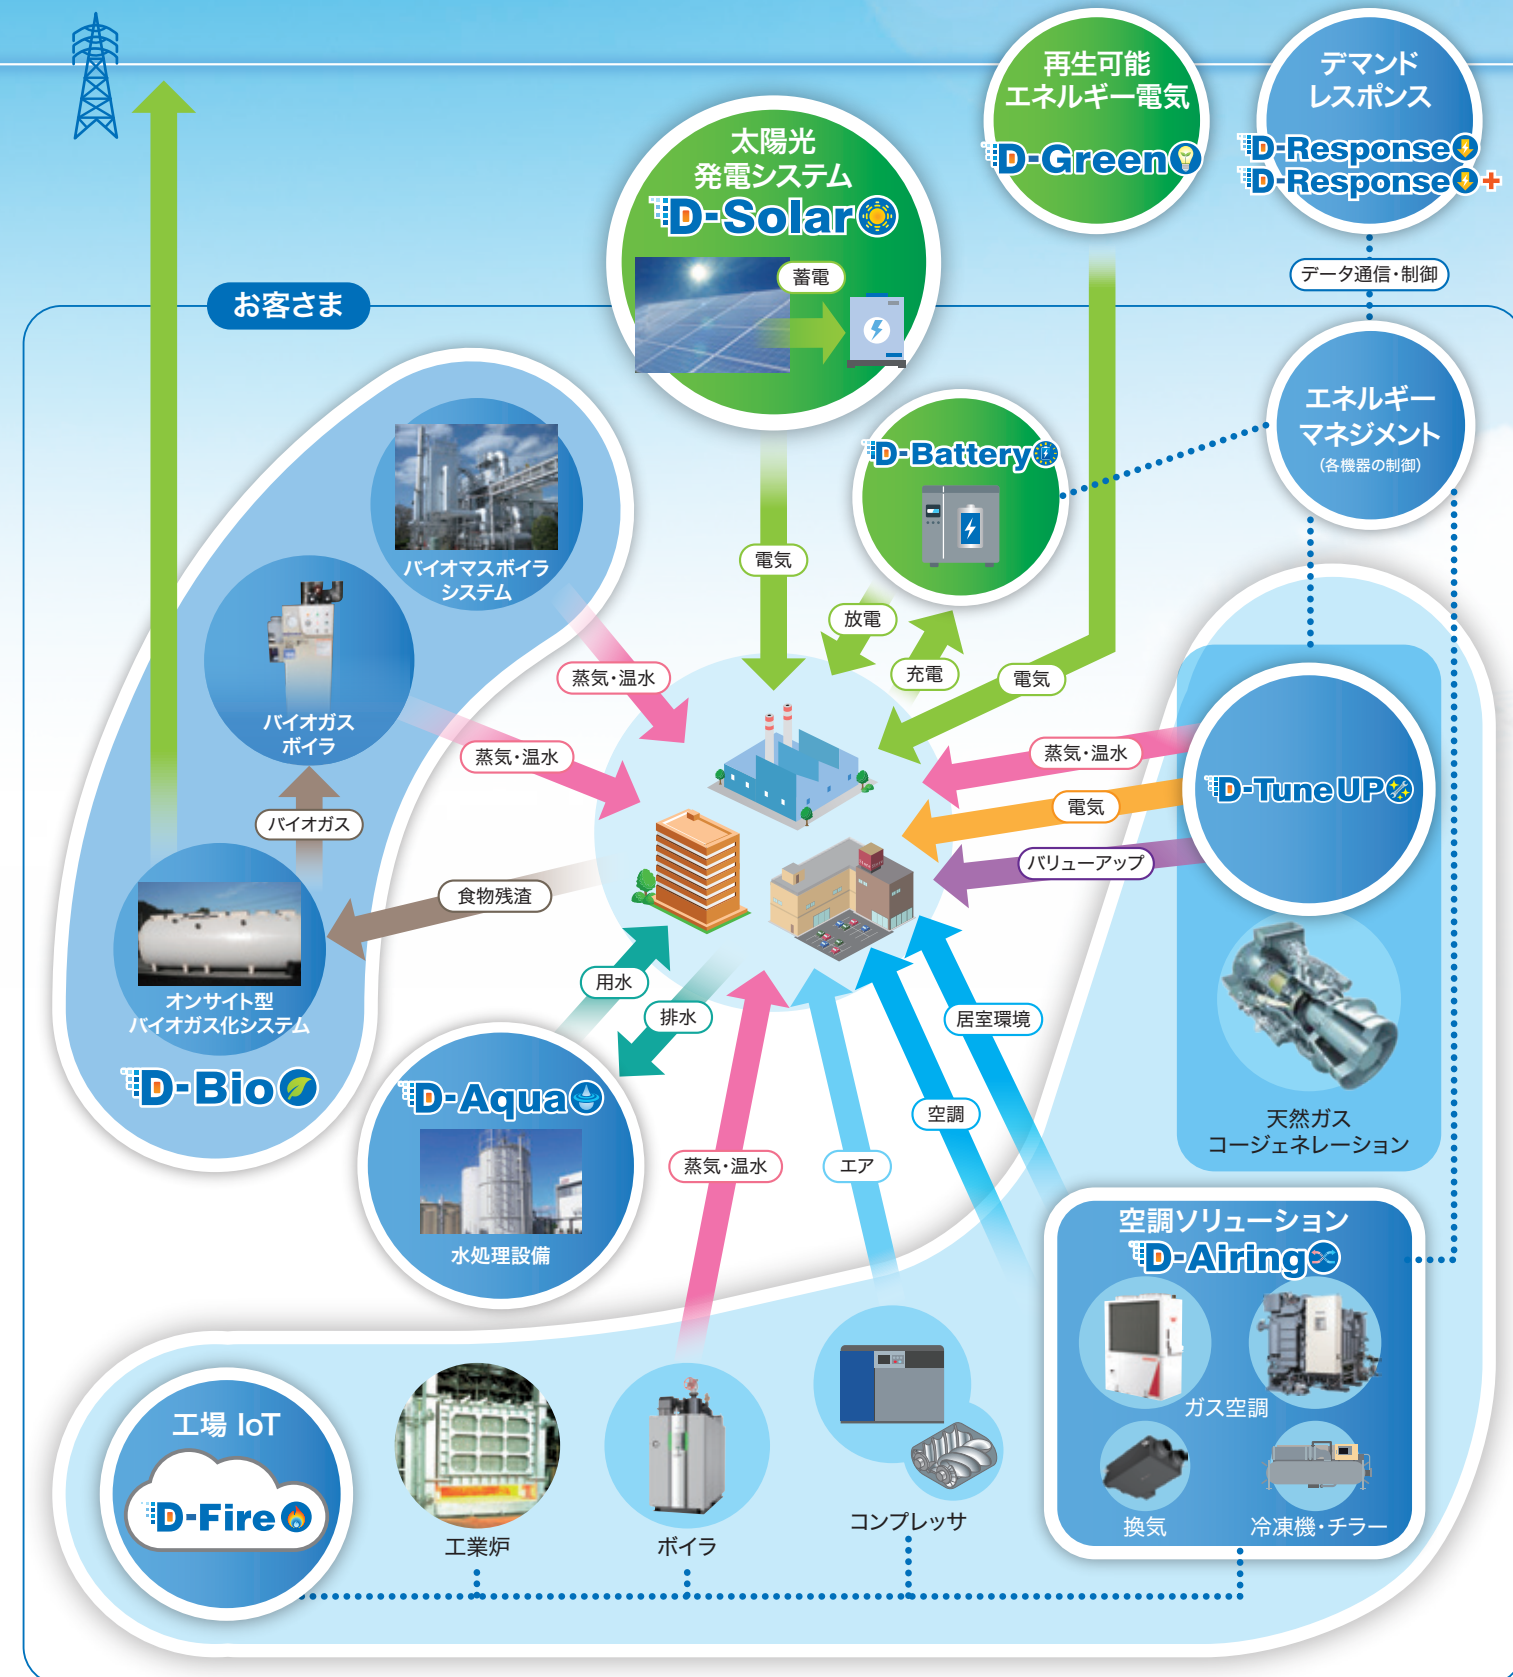 再生可能
エネルギー電気
D-Green
デマンド
レスポンス
D-Response
D-Response+
太陽光
発電システム
D-Solar
蓄電
データ通信・制御
お客さま
エネルギー
マネジメント
(各機器の制御)
D-Battery
バイオマスボイラ
システム
電気
放電
充電
電気
蒸気・温水
バイオガス
ボイラ
蒸気・温水
蒸気・温水
電気
バリューアップ
D-TuneUP
バイオガス
食物残渣
オンサイト型
バイオガス化システム
D-Bio
用水
排水
居室環境
D-Aqua
水処理設備
空調
天然ガス
コージェネレーション
蒸気・温水
エア
空調ソリューション
D-Airing
ガス空調
換気
冷凍機・チラー
工場 IoT
D-Fire
工業炉
ボイラ
コンプレッサ